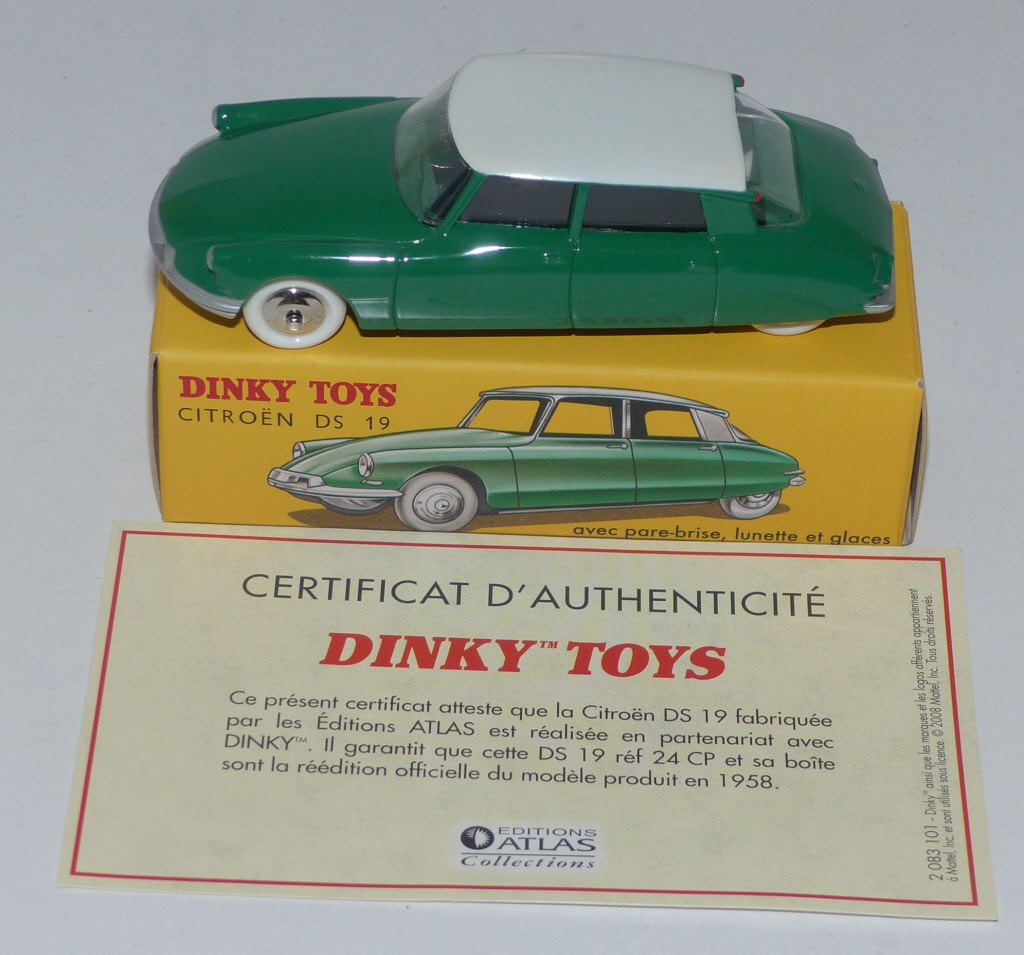 DINKY TOYS
CITROËN DS 19
avec pare-brise, lunette et glaces
CERTIFICAT D'AUTHENTICITÉ
DINKY™ TOYS
Ce présent certificat atteste que la Citroën DS 19 fabriquée
par les Éditions ATLAS est réalisée en partenariat avec
DINKY™. Il garantit que cette DS 19 réf 24 CP et sa boîte
sont la réédition officielle du modèle produit en 1958.
EDITIONS
ATLAS
Collections
2 083 101 - Dinky™ ainsi que les marques et les logos afférents appartiennent
à Mattel, Inc. et sont utilisés sous licence. © 2008 Mattel, Inc. Tous droits réservés.